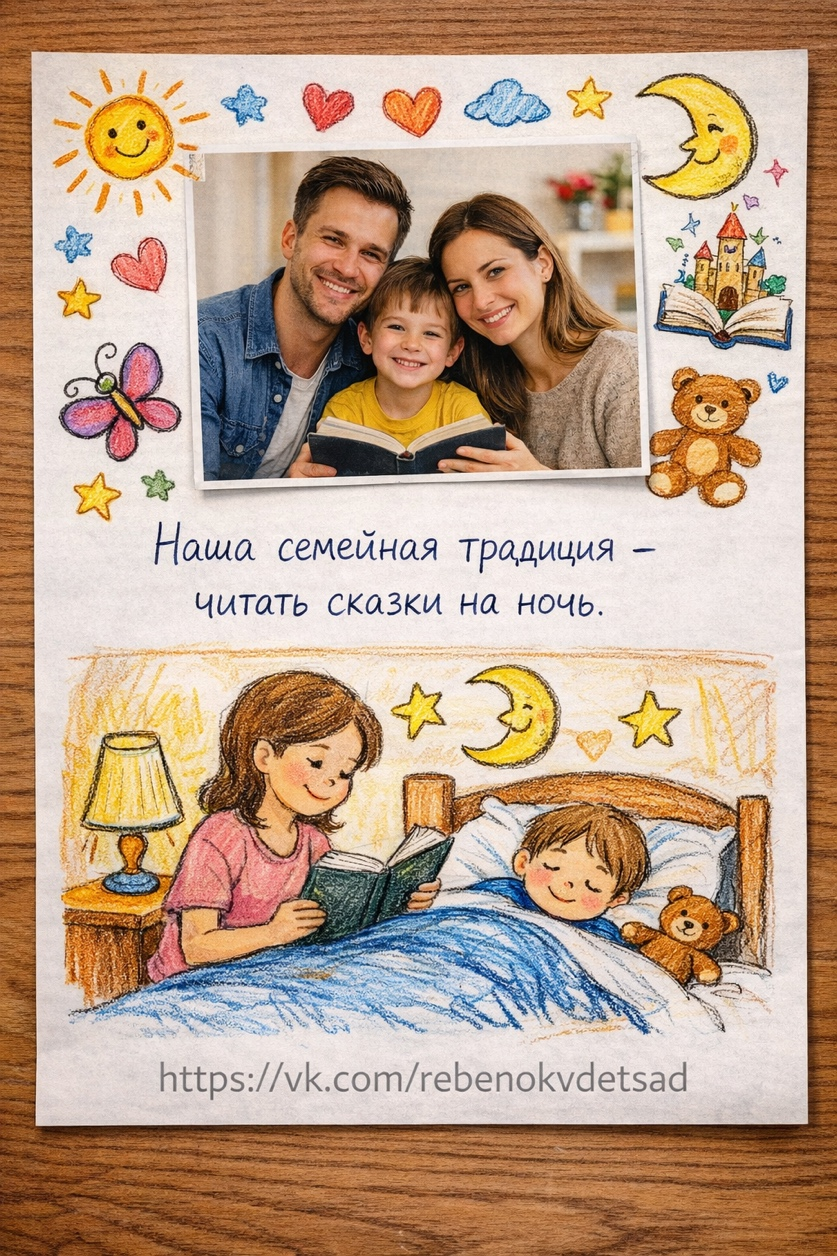 Наша семейная традиция –
читать сказки на ночь.
https://vk.com/rebenokvdetsad